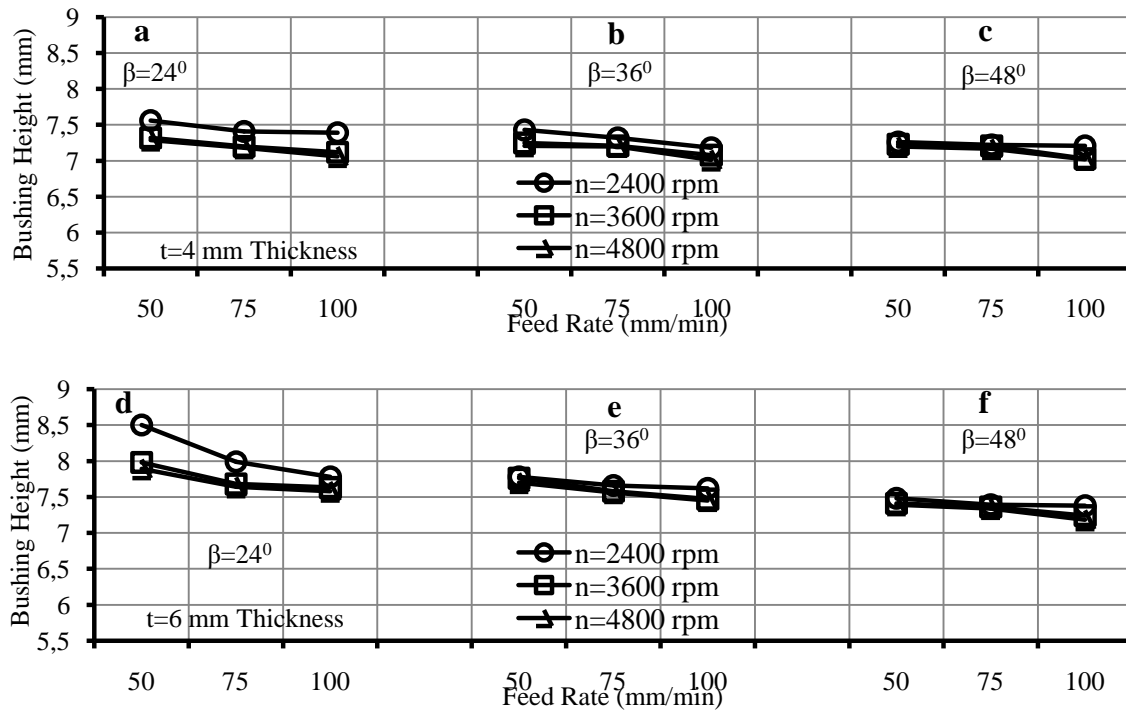 9
8,5
8
7,5
7
6,5
6
5,5
Bushing Height (mm)
a
β=24⁰
b
β=36⁰
c
β=48⁰
n=2400 rpm
n=3600 rpm
n=4800 rpm
t=4 mm Thickness
50 75 100 50 75 100 50 75 100
Feed Rate (mm/min)
9
8,5
8
7,5
7
6,5
6
5,5
Bushing Height (mm)
d
e
f
β=36⁰
β=48⁰
β=24⁰
n=2400 rpm
n=3600 rpm
n=4800 rpm
t=6 mm Thickness
50 75 100 50 75 100 50 75 100
Feed Rate (mm/min)